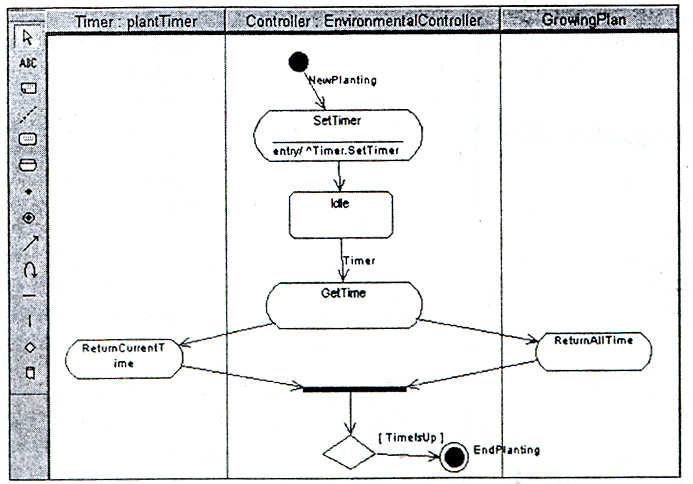 Timer : plantTimer
Controller : EnvironmentalController
GrowingPlan
ABC
NewPlanting
SetTimer
entry/ ^Timer.SetTimer
Idle
Timer
GetTime
ReturnCurrentT
ime
ReturnAllTime
[ TimeIsUp ]
EndPlanting